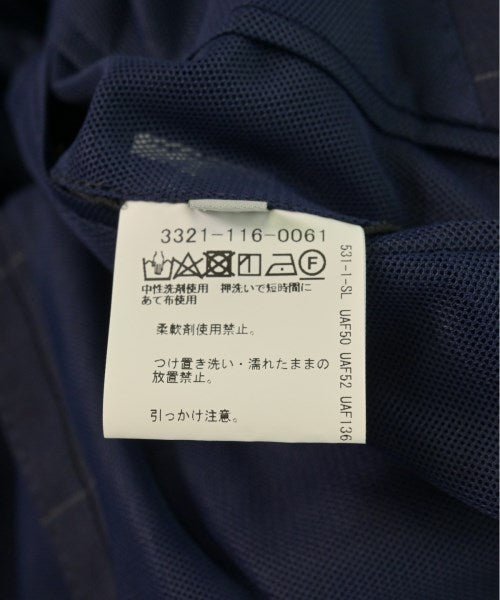 3321-116-0061
F
中性洗剤使用 押洗いで短時間に
あて布使用
柔軟剤使用禁止。
つけ置き洗い・濡れたままの
放置禁止。
引っかけ注意。
531-1-SL UAF50 UAF52 UAF136